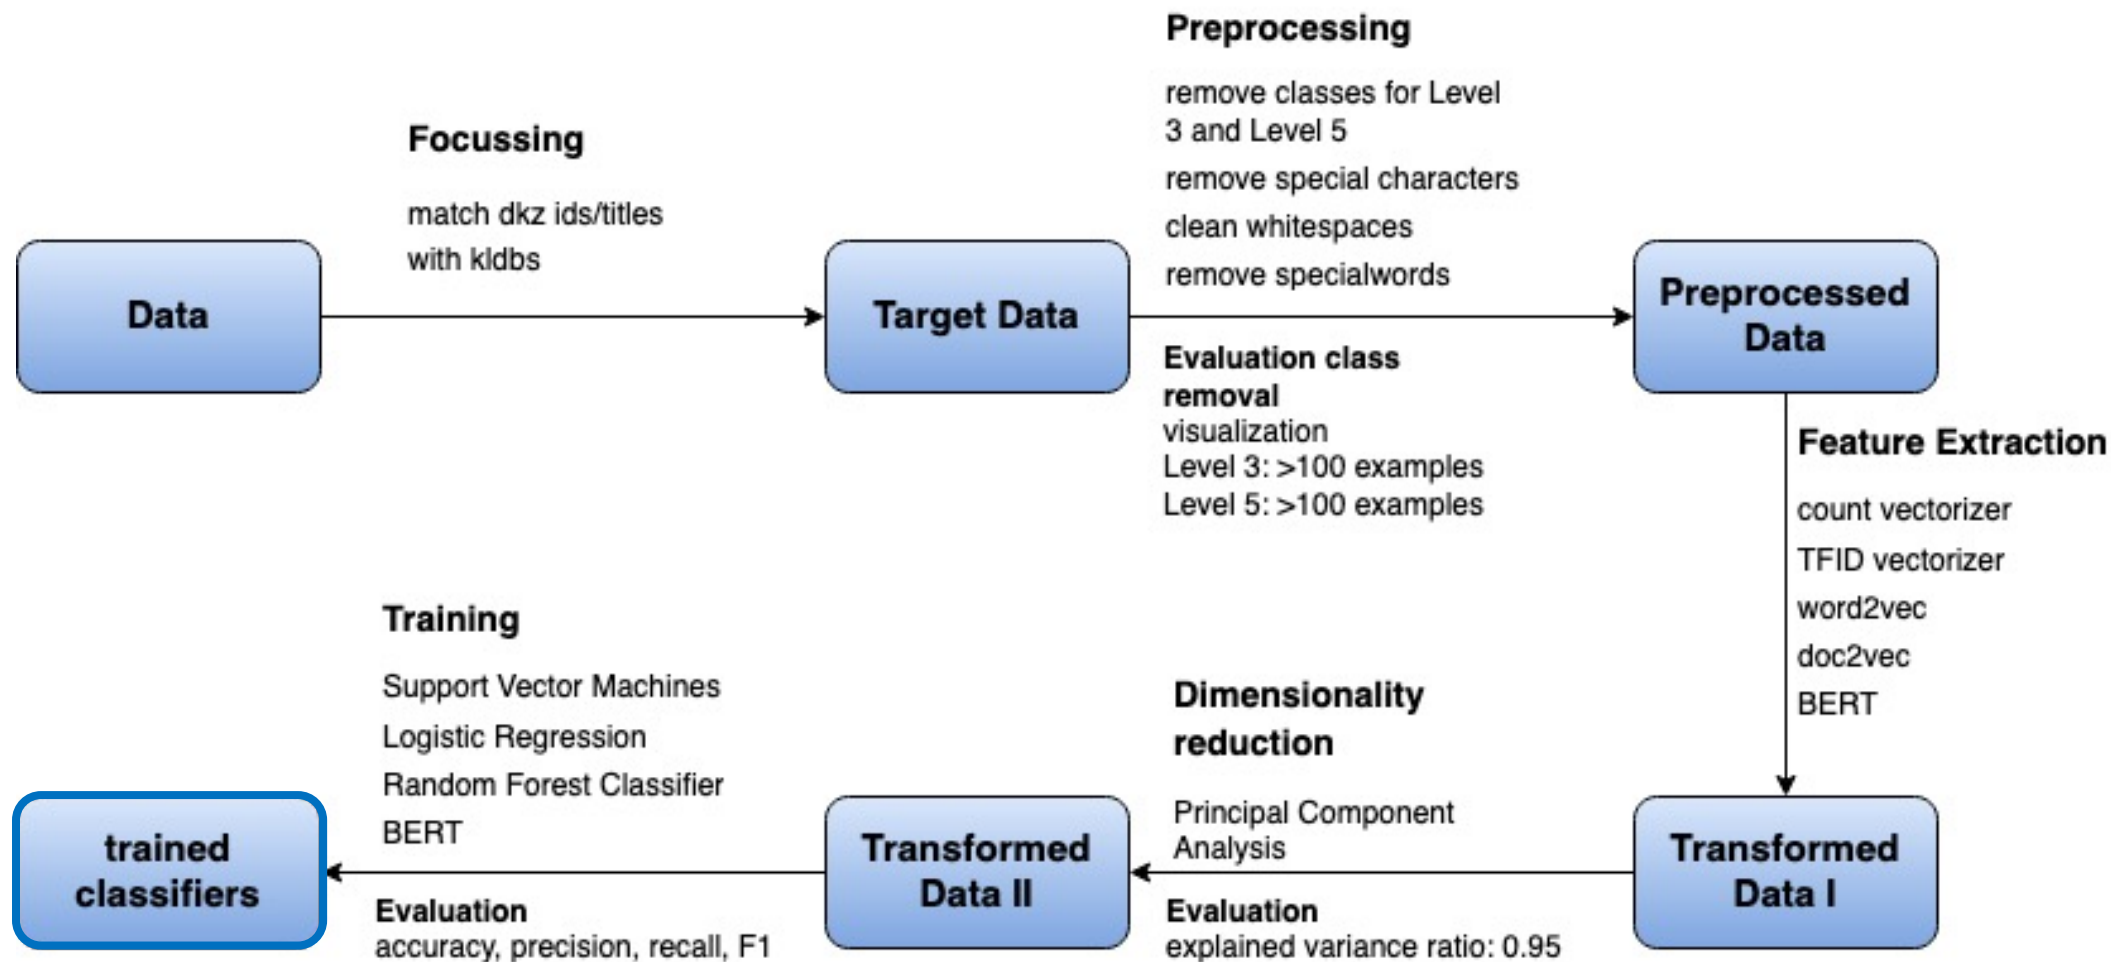 Preprocessing
remove classes for Level
3 and Level 5
remove special characters
clean whitespaces
remove specialwords
Focussing
match dkz ids/titles
with kldbs
Data
Target Data
Preprocessed
Data
Evaluation class
removal
visualization
Level 3: >100 examples
Level 5: >100 examples
Feature Extraction
count vectorizer
TFID vectorizer
word2vec
doc2vec
BERT
Training
Support Vector Machines
Logistic Regression
Random Forest Classifier
BERT
Dimensionality
reduction
Principal Component
Analysis
trained
classifiers
Transformed
Data II
Transformed
Data I
Evaluation
accuracy, precision, recall, F1
Evaluation
explained variance ratio: 0.95